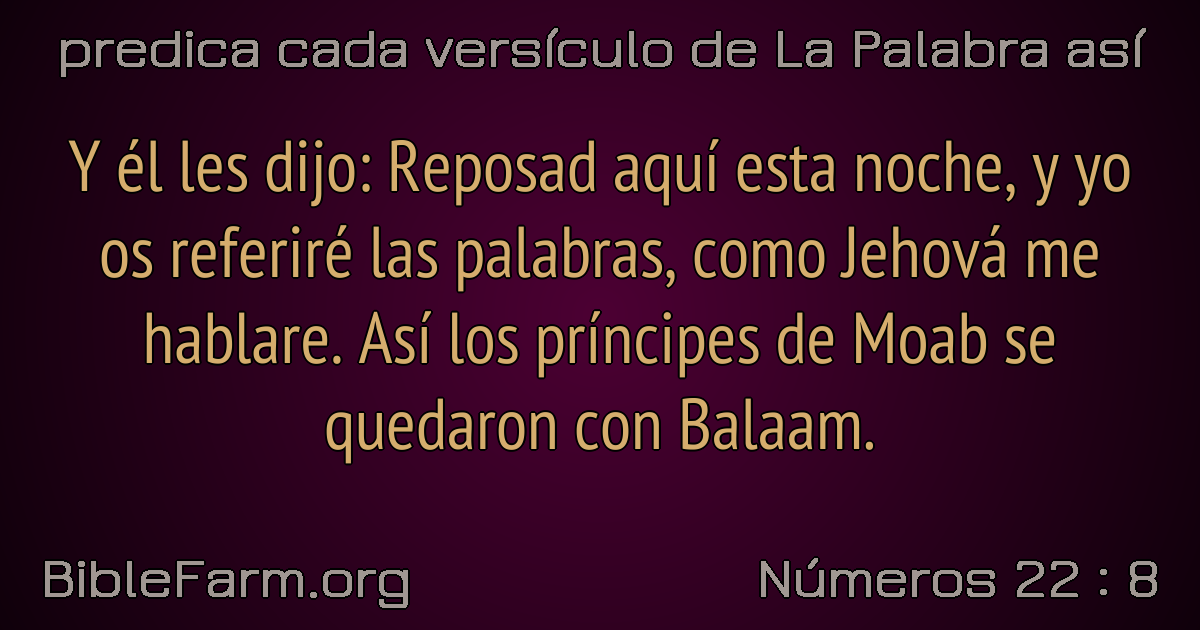 predica cada versículo de La Palabra así
Y él les dijo: Reposad aquí esta noche, y yo
os referiré las palabras, como Jehová me
hablare. Así los príncipes de Moab se
quedaron con Balaam.
BibleFarm.org
Números 22 : 8